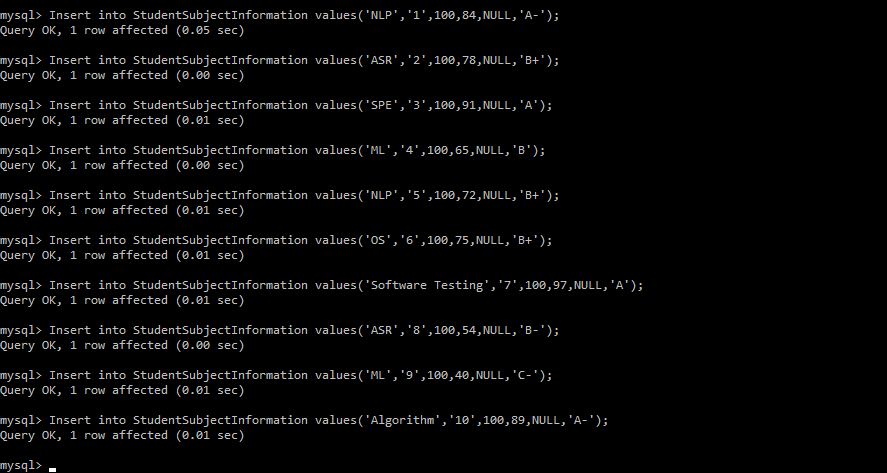 mysql> Insert into StudentSubjectInformation values('NLP','1',100,84,NULL,'A-');
Query OK, 1 row affected (0.05 sec)
mysql> Insert into StudentSubjectInformation values('ASR','2',100,78,NULL,'B+');
Query OK, 1 row affected (0.00 sec)
mysql> Insert into StudentSubjectInformation values('SPE','3',100,91,NULL,'A');
Query OK, 1 row affected (0.01 sec)
mysql> Insert into StudentSubjectInformation values('ML','4',100,65,NULL,'B');
Query OK, 1 row affected (0.00 sec)
mysql> Insert into StudentSubjectInformation values('NLP','5',100,72,NULL,'B+');
Query OK, 1 row affected (0.01 sec)
mysql> Insert into StudentSubjectInformation values('OS','6',100,75,NULL,'B+');
Query OK, 1 row affected (0.01 sec)
mysql> Insert into StudentSubjectInformation values('Software Testing','7',100,97,NULL,'A');
Query OK, 1 row affected (0.01 sec)
mysql> Insert into StudentSubjectInformation values('ASR','8',100,54,NULL,'B-');
Query OK, 1 row affected (0.00 sec)
mysql> Insert into StudentSubjectInformation values('ML','9',100,40,NULL,'C-');
Query OK, 1 row affected (0.01 sec)
mysql> Insert into StudentSubjectInformation values('Algorithm','10',100,89,NULL,'A-');
Query OK, 1 row affected (0.01 sec)
mysql>